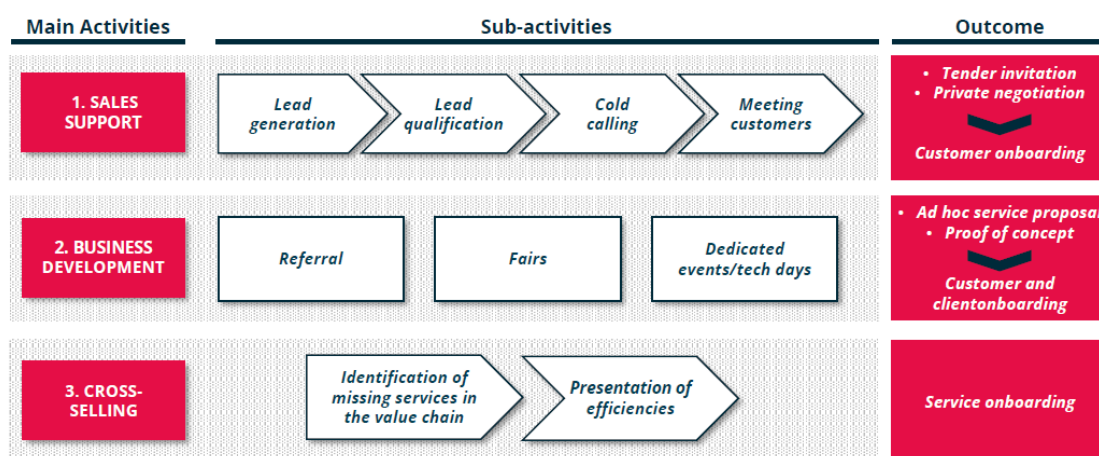 Main Activities
Sub-activities
Outcome
1. SALES
SUPPORT
Lead
generation
Lead
qualification
Cold
calling
Meeting
customers
• Tender invitation
• Private negotiation
Customer onboarding
2. BUSINESS
DEVELOPMENT
Referral
Fairs
Dedicated
events/tech days
• Ad hoc service proposal
• Proof of concept
Customer and
clientonboarding
3. CROSS-
SELLING
Identification of
missing services in
the value chain
Presentation of
efficiencies
Service onboarding